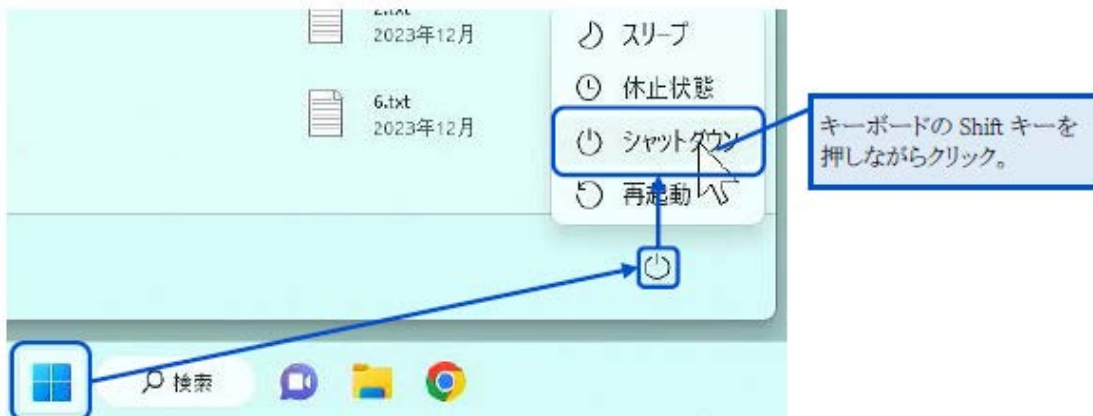 2.txt
2023年12月
6.txt
2023年12月
スリープ
休止状態
シャットダウン
再起動
キーボードの Shift キーを
押しながらクリック。
検索